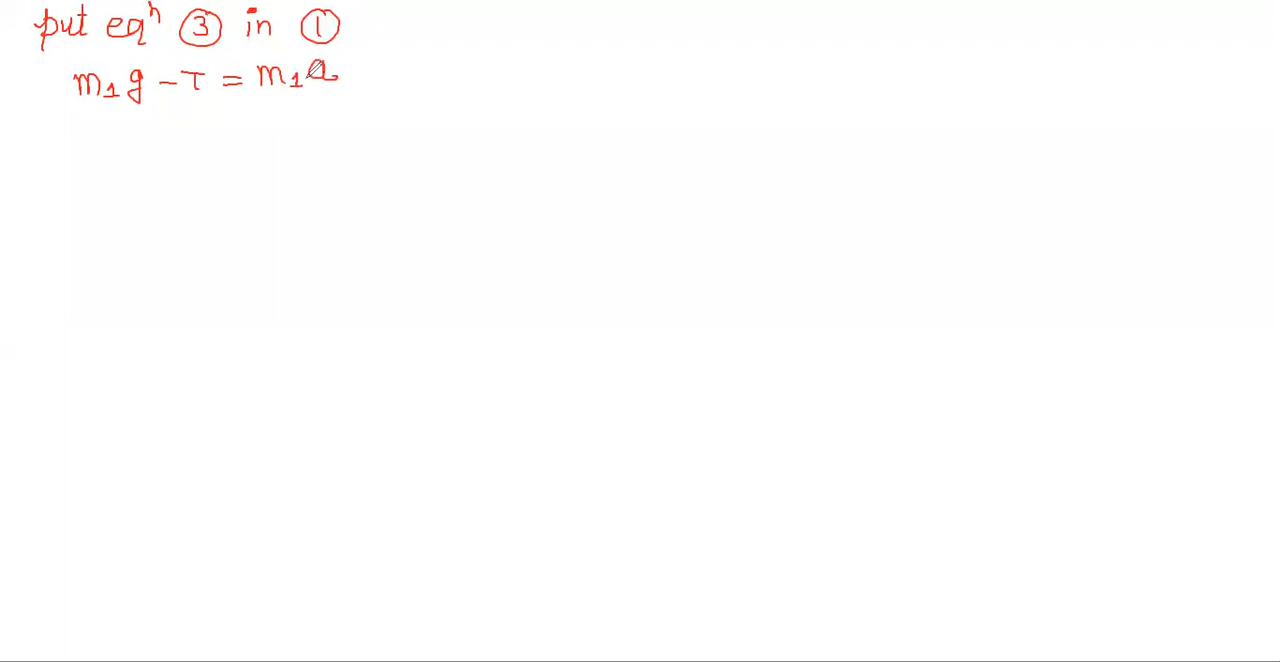 put eqⁿ ③ in ①
m₁g - T = m₁a